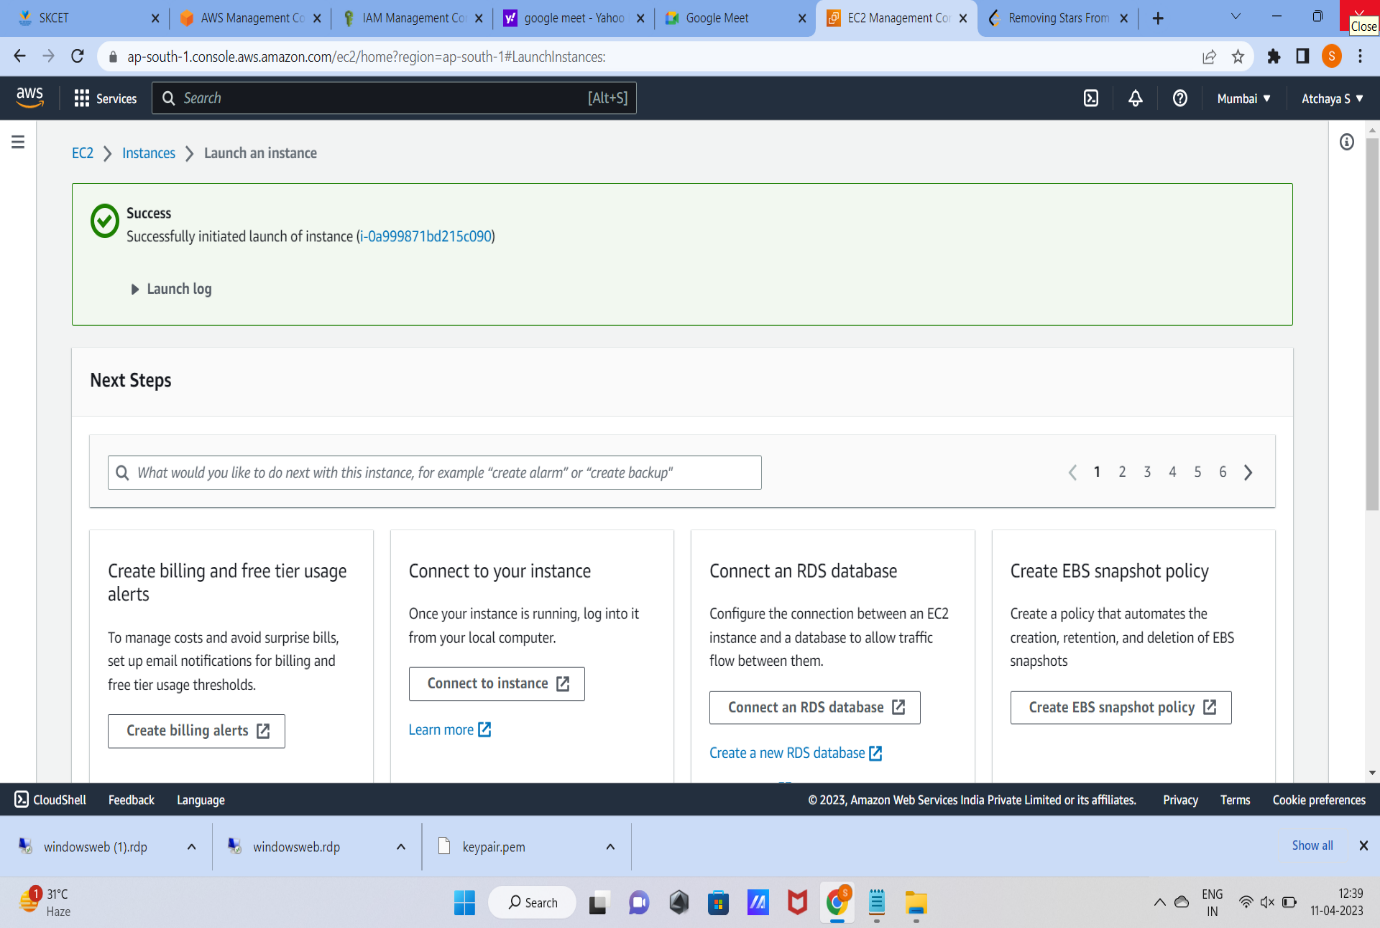 SKCET
AWS Management Co
IAM Management Co
google meet - Yahoo
Google Meet
EC2 Management Co
Removing Stars From
Close
ap-south-1.console.aws.amazon.com/ec2/home?region=ap-south-1#LaunchInstances:
S
aws
Services
Search
[Alt+S]
Mumbai
Atchaya S
EC2
Instances
Launch an instance
Success
Successfully initiated launch of instance (i-0a999871bd215c090)
Launch log
Next Steps
What would you like to do next with this instance, for example “create alarm” or “create backup”
1 2 3 4 5 6
Create billing and free tier usage
alerts
To manage costs and avoid surprise bills,
set up email notifications for billing and
free tier usage thresholds.
Create billing alerts
Connect to your instance
Once your instance is running, log into it
from your local computer.
Connect to instance
Learn more
Connect an RDS database
Configure the connection between an EC2
instance and a database to allow traffic
flow between them.
Connect an RDS database
Create a new RDS database
Create EBS snapshot policy
Create a policy that automates the
creation, retention, and deletion of EBS
snapshots
Create EBS snapshot policy
CloudShell
Feedback
Language
© 2023, Amazon Web Services India Private Limited or its affiliates.
Privacy
Terms
Cookie preferences
windowsweb (1).rdp
windowsweb.rdp
keypair.pem
Show all
1
31°C
Haze
Search
S
ENG
IN
12:39
11-04-2023